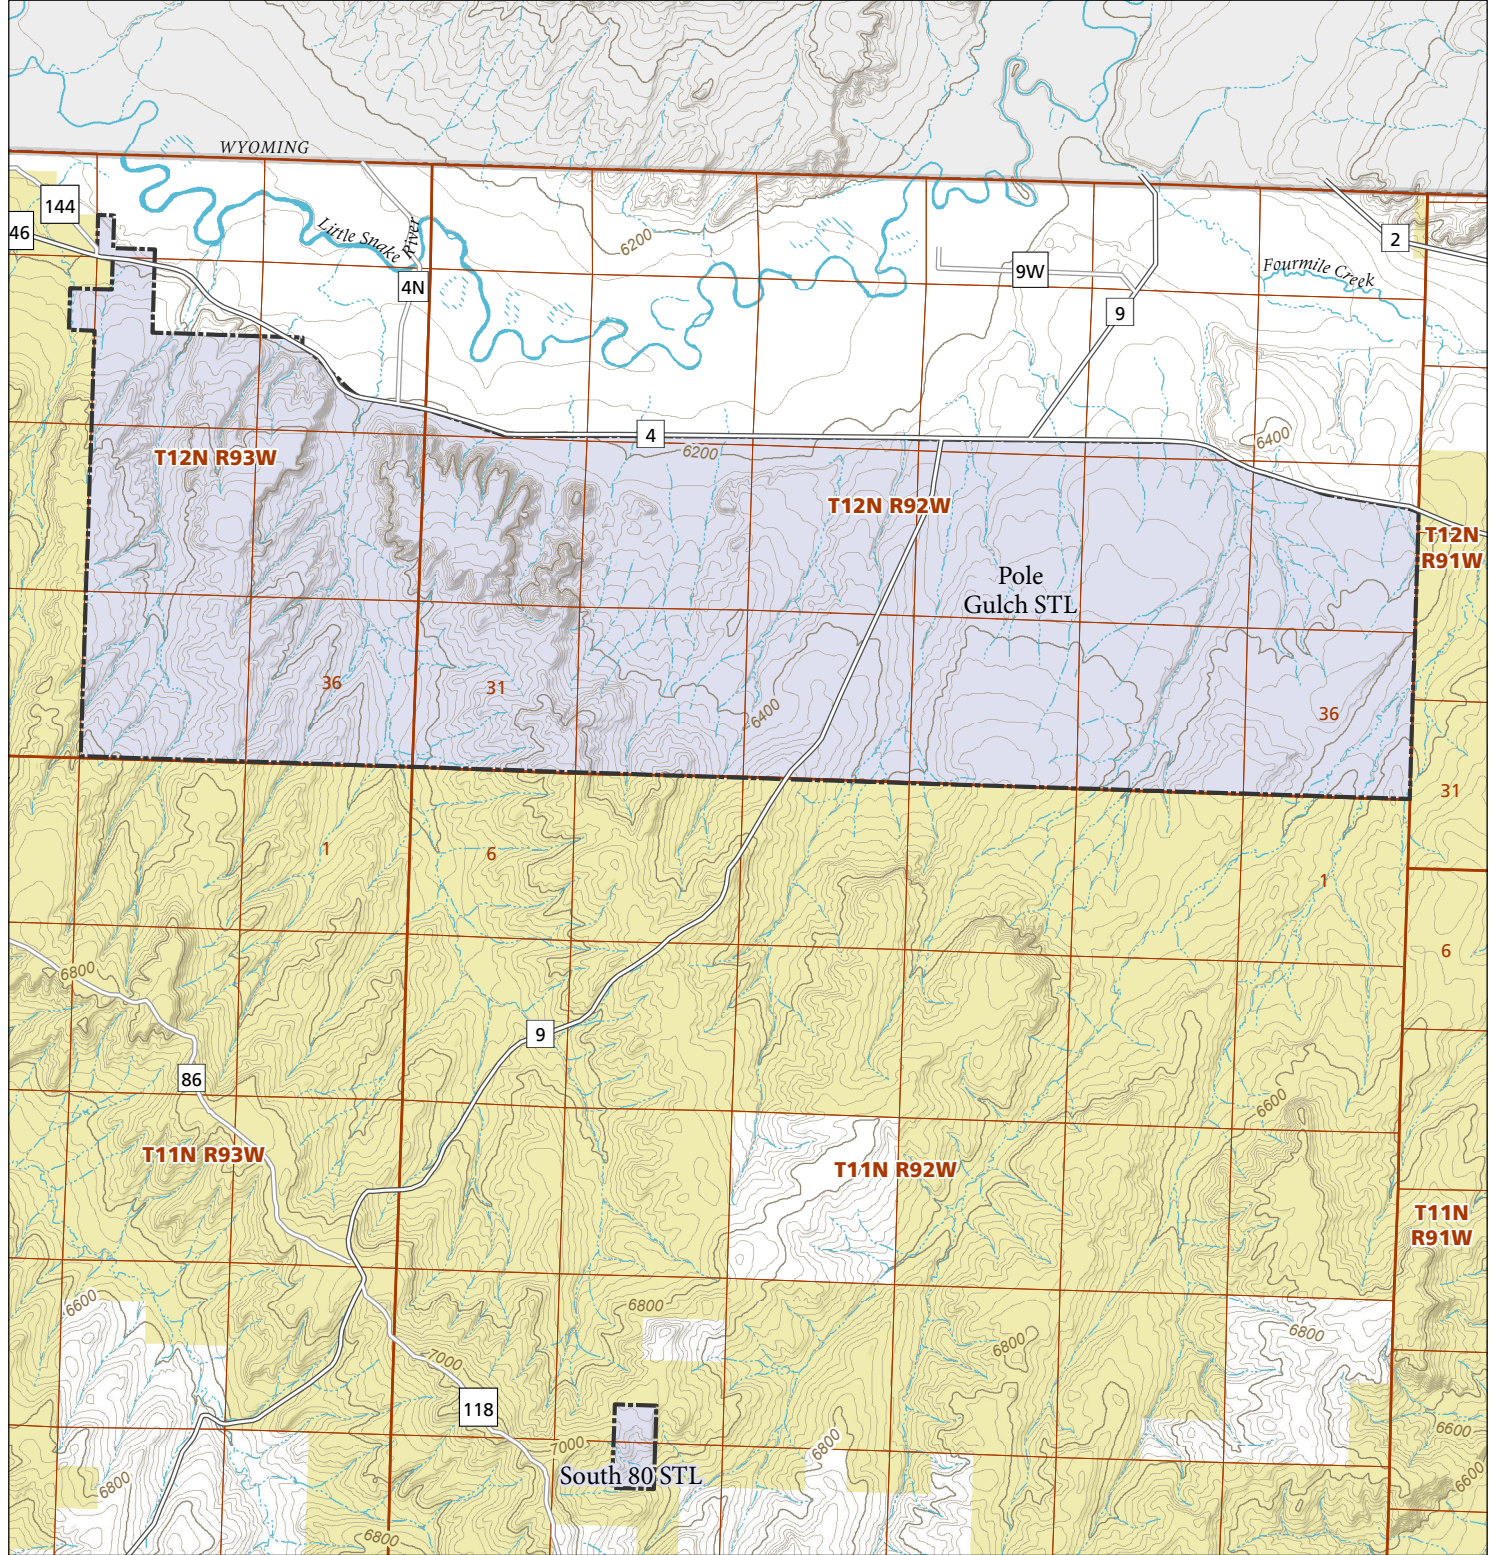 WYOMING
144
46
Little Snake
River
4N
6200
9W
9
2
Fourmile Creek
4
6200
6400
T12N R93W
T12N R92W
T12N
R91W
Pole
Gulch STL
36
31
6400
36
31
1
6
1
6
6800
9
86
6600
T11N R93W
T11N R92W
T11N
R91W
6600
6800
6800
6800
7000
118
7000
6800
6600
South 80 STL
6800
6600
6800